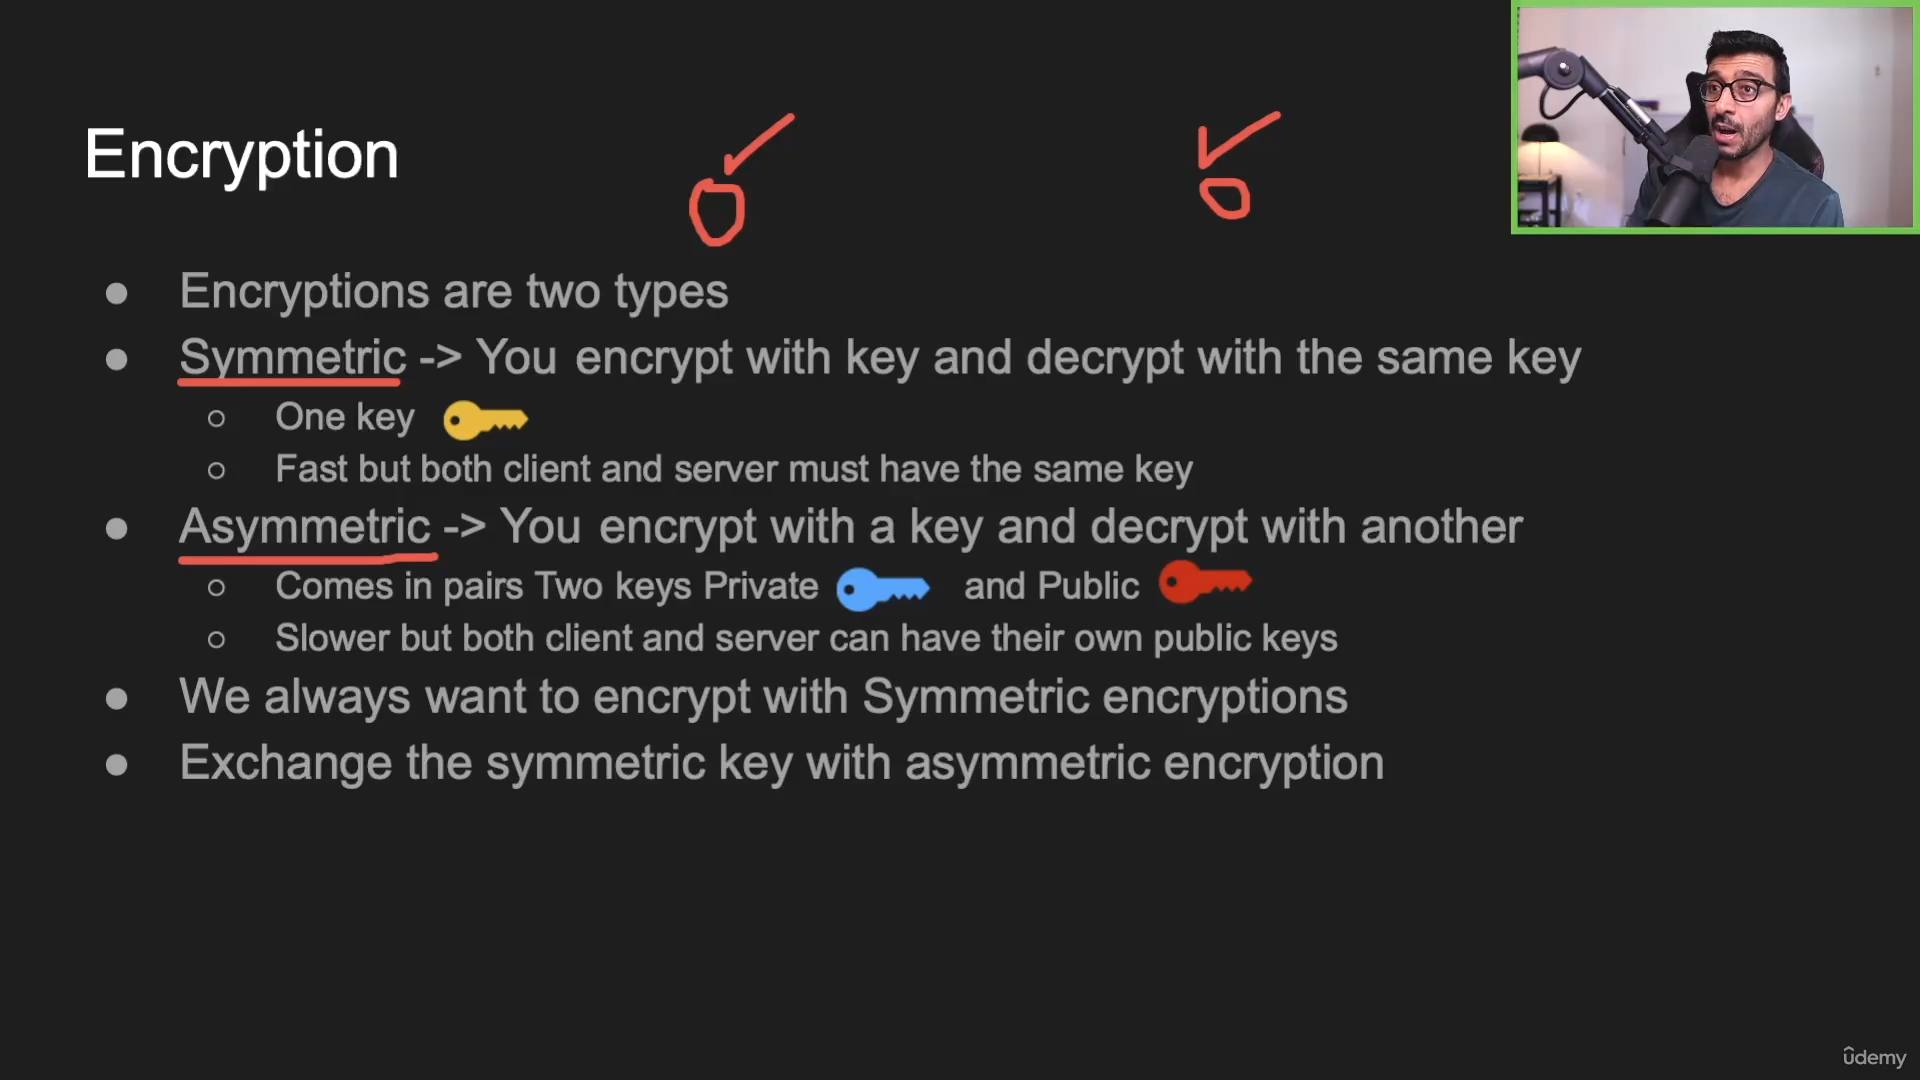 Encryption
Encryptions are two types
Symmetric -> You encrypt with key and decrypt with the same key
One key
Fast but both client and server must have the same key
Asymmetric -> You encrypt with a key and decrypt with another
Comes in pairs Two keys Private and Public
Slower but both client and server can have their own public keys
We always want to encrypt with Symmetric encryptions
Exchange the symmetric key with asymmetric encryption
ûdemy